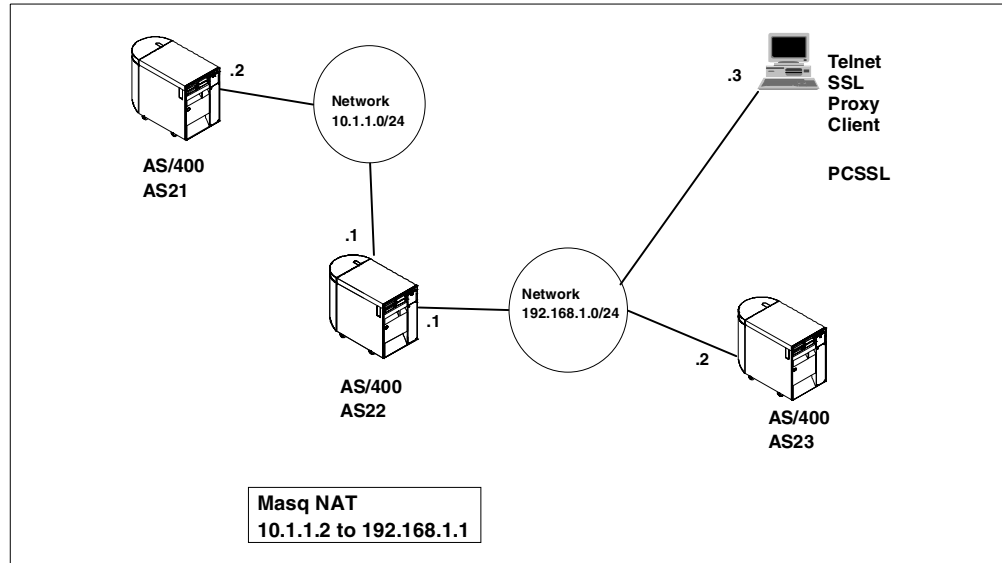 .2
Network
10.1.1.0/24
AS/400
AS21
.3
Telnet
SSL
Proxy
Client
PCSSL
.1
Network
192.168.1.0/24
.1
AS/400
AS22
.2
AS/400
AS23
Masq NAT
10.1.1.2 to 192.168.1.1